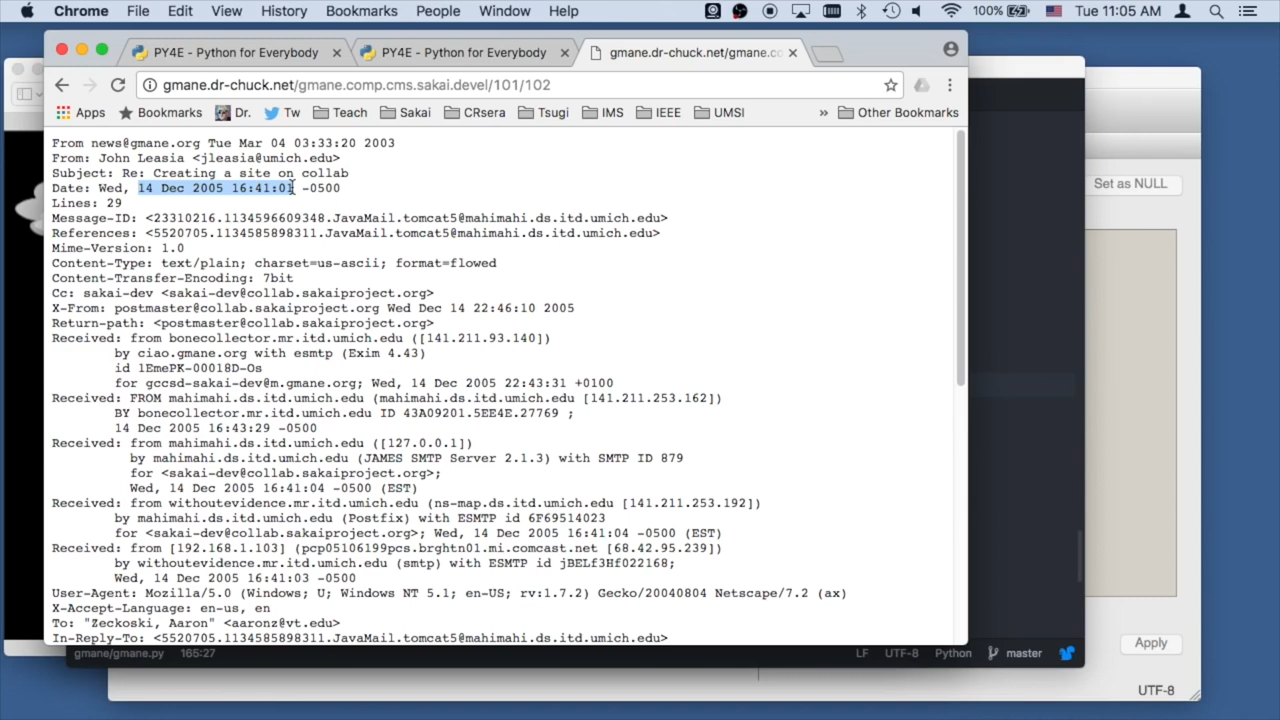 Chrome File Edit View History Bookmarks People Window Help 100% Tue 11:05 AM
PY4E - Python for Everybody
PY4E - Python for Everybody
gmane.dr-chuck.net/gmane.co
gmane.dr-chuck.net/gmane.comp.cms.sakai.devel/101/102
Apps Bookmarks Dr. Tw Teach Sakai CRsera Tsugi IMS IEEE UMSI » Other Bookmarks
From news@gmane.org Tue Mar 04 03:33:20 2003
From: John Leasia <jleasia@umich.edu>
Subject: Re: Creating a site on collab
Date: Wed, 14 Dec 2005 16:41:01 -0500
Lines: 29
Message-ID: <23310216.1134596609348.JavaMail.tomcat5@mahimahi.ds.itd.umich.edu>
References: <5520705.1134585898311.JavaMail.tomcat5@mahimahi.ds.itd.umich.edu>
Mime-Version: 1.0
Content-Type: text/plain; charset=us-ascii; format=flowed
Content-Transfer-Encoding: 7bit
Cc: sakai-dev <sakai-dev@collab.sakaiproject.org>
X-From: postmaster@collab.sakaiproject.org Wed Dec 14 22:46:10 2005
Return-path: <postmaster@collab.sakaiproject.org>
Received: from bonecollector.mr.itd.umich.edu ([141.211.93.140])
by ciao.gmane.org with esmtp (Exim 4.43)
id 1EmePK-00018D-Os
for gccsd-sakai-dev@m.gmane.org; Wed, 14 Dec 2005 22:43:31 +0100
Received: FROM mahimahi.ds.itd.umich.edu (mahimahi.ds.itd.umich.edu [141.211.253.162])
BY bonecollector.mr.itd.umich.edu ID 43A09201.5EE4E.27769 ;
14 Dec 2005 16:43:29 -0500
Received: from mahimahi.ds.itd.umich.edu ([127.0.0.1])
by mahimahi.ds.itd.umich.edu (JAMES SMTP Server 2.1.3) with SMTP ID 879
for <sakai-dev@collab.sakaiproject.org>;
Wed, 14 Dec 2005 16:41:04 -0500 (EST)
Received: from withoutevidence.mr.itd.umich.edu (ns-map.ds.itd.umich.edu [141.211.253.192])
by mahimahi.ds.itd.umich.edu (Postfix) with ESMTP id 6F69514023
for <sakai-dev@collab.sakaiproject.org>; Wed, 14 Dec 2005 16:41:04 -0500 (EST)
Received: from [192.168.1.103] (pcp05106199pcs.brghtn01.mi.comcast.net [68.42.95.239])
by withoutevidence.mr.itd.umich.edu (smtp) with ESMTP id jBELf3Hf022168;
Wed, 14 Dec 2005 16:41:03 -0500
User-Agent: Mozilla/5.0 (Windows; U; Windows NT 5.1; en-US; rv:1.7.2) Gecko/20040804 Netscape/7.2 (ax)
X-Accept-Language: en-us, en
To: "Zeckoski, Aaron" <aaronz@vt.edu>
In-Reply-To: <5520705.1134585898311.JavaMail.tomcat5@mahimahi.ds.itd.umich.edu>
Set as NULL
Apply
gmane/gmane.py 165:27 LF UTF-8 Python master
UTF-8